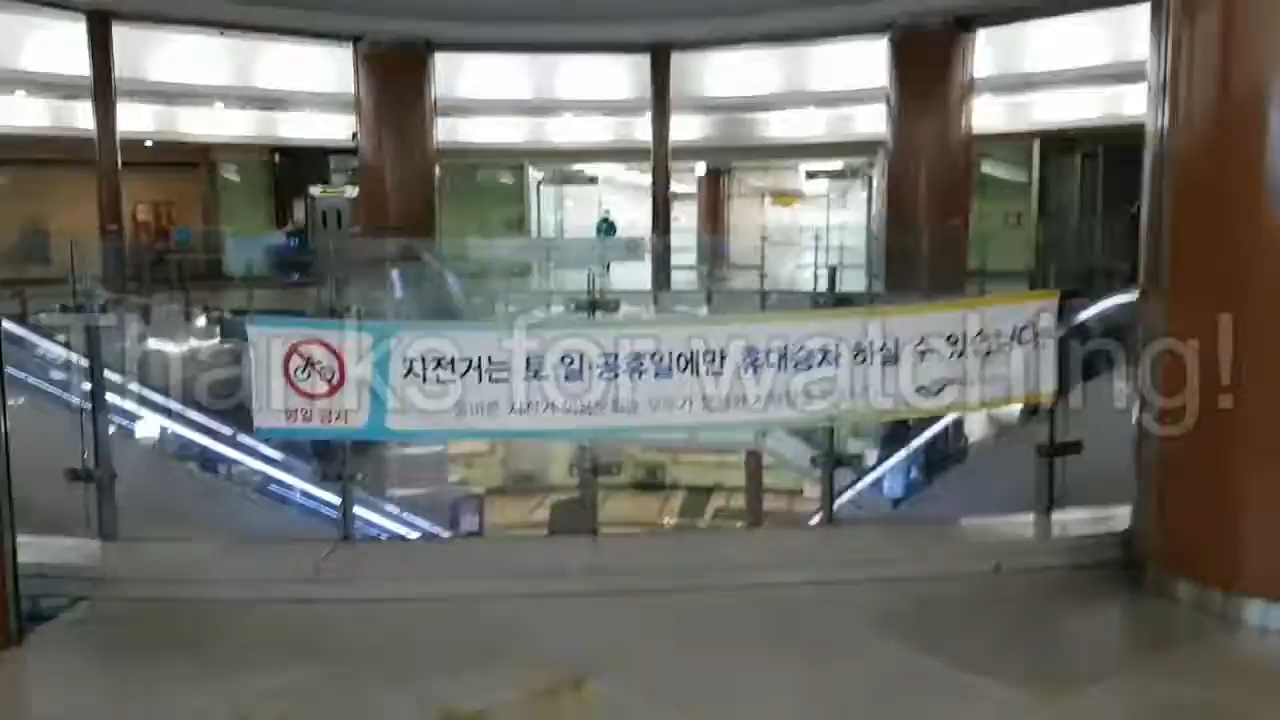 자전거는 토·일·공휴일에만 휴대승차 하실 수 있습니다.
평일 금지
Thanks for watching!